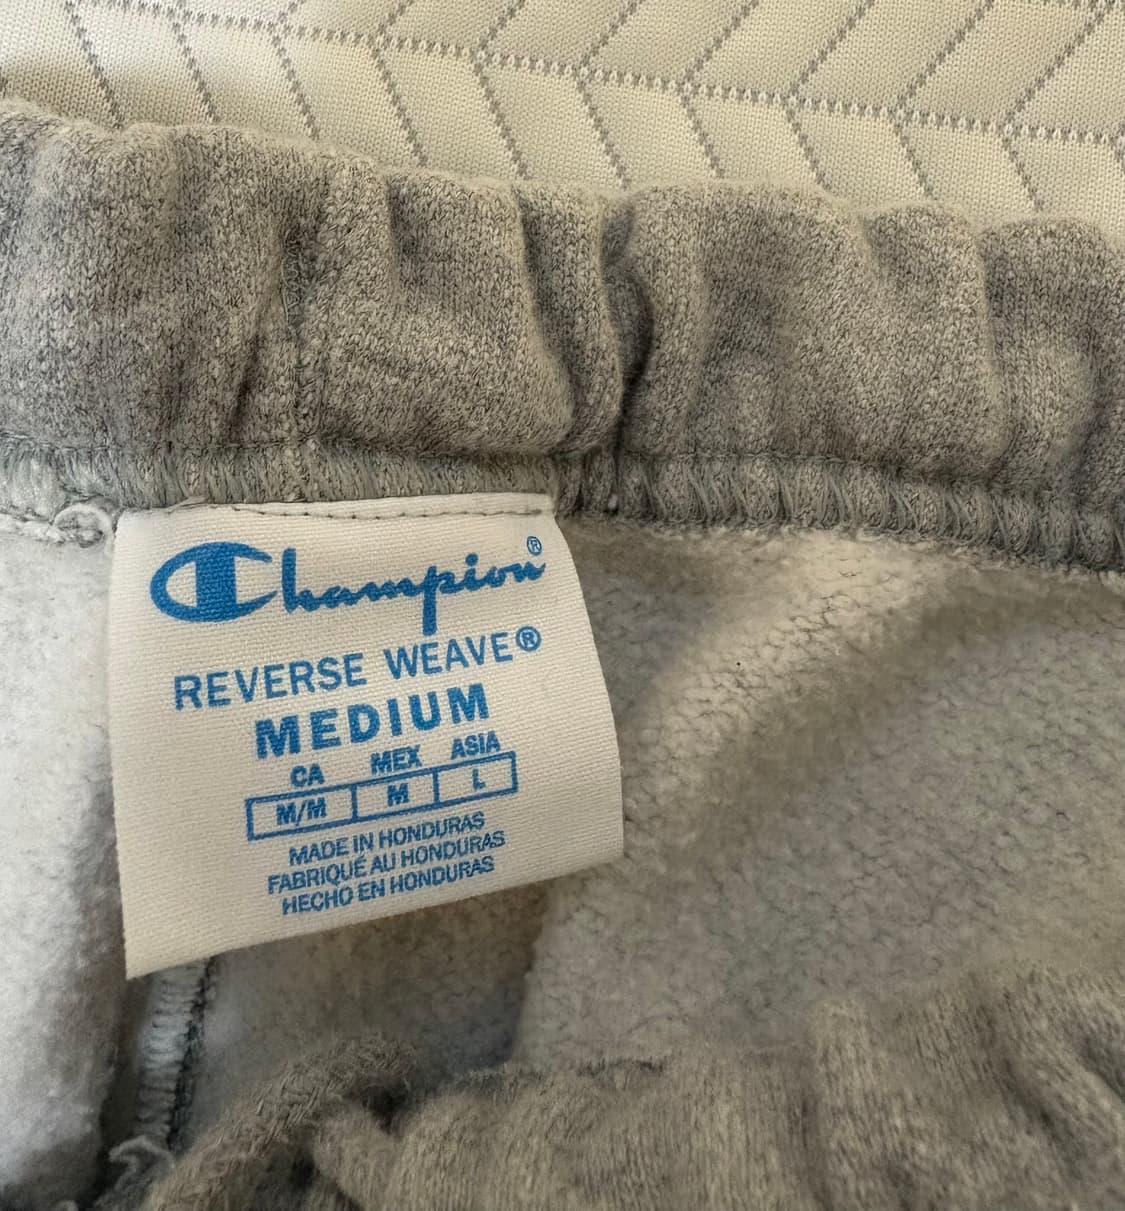 Champion®
REVERSE WEAVE®
MEDIUM
CA MEX ASIA
M/M M L
MADE IN HONDURAS
FABRIQUÉ AU HONDURAS
HECHO EN HONDURAS